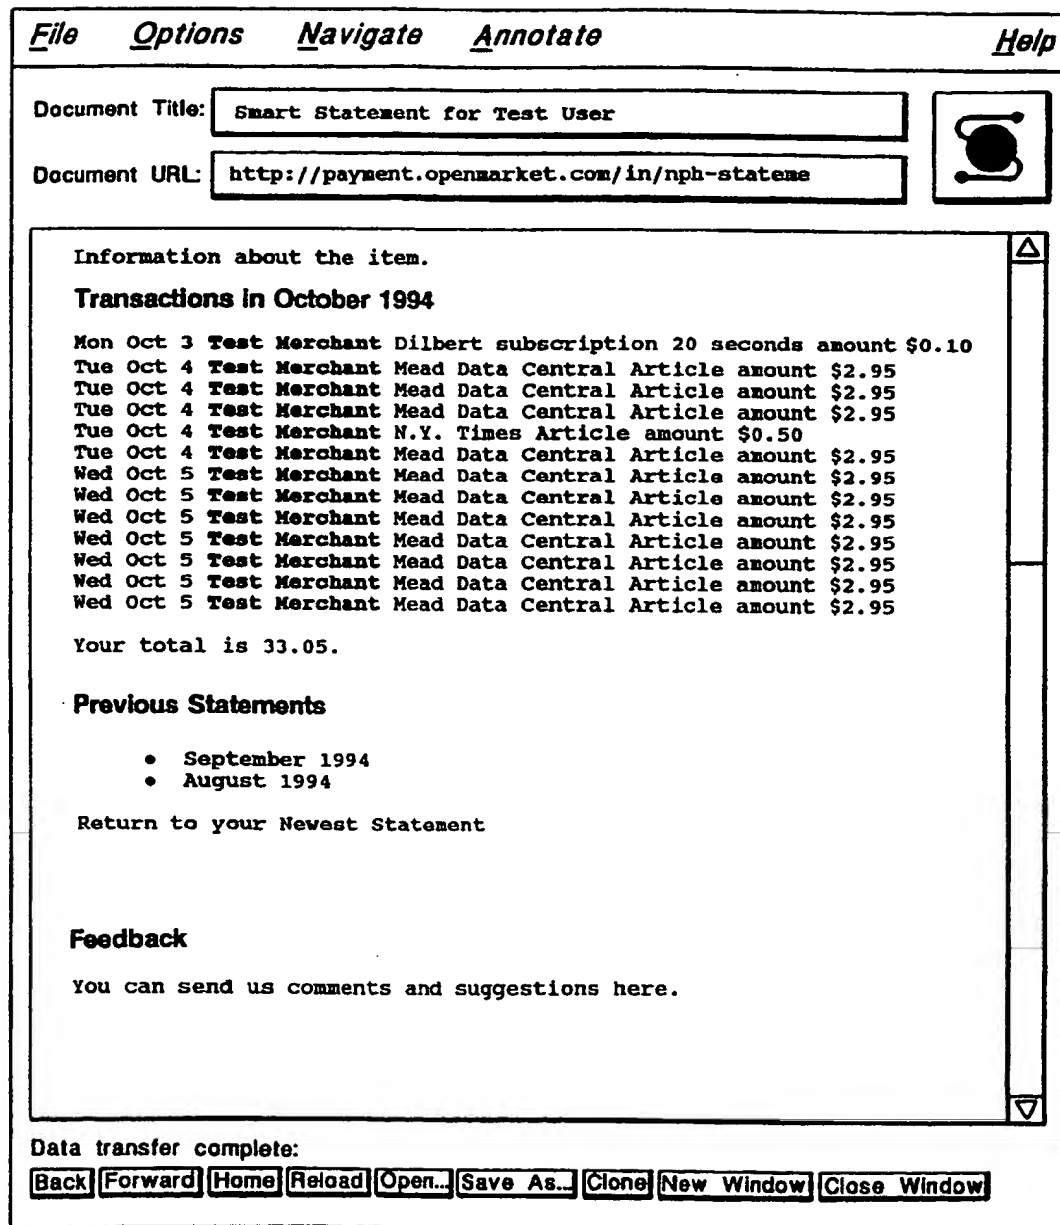 File Options Navigate Annotate Help
Document Title: Smart Statement for Test User
Document URL: http://payment.openmarket.com/in/nph-stateme
Information about the item.
Transactions in October 1994
Mon Oct 3 Test Merchant Dilbert subscription 20 seconds amount $0.10
Tue Oct 4 Test Merchant Mead Data Central Article amount $2.95
Tue Oct 4 Test Merchant Mead Data Central Article amount $2.95
Tue Oct 4 Test Merchant Mead Data Central Article amount $2.95
Tue Oct 4 Test Merchant N.Y. Times Article amount $0.50
Tue Oct 4 Test Merchant Mead Data Central Article amount $2.95
Wed Oct 5 Test Merchant Mead Data Central Article amount $2.95
Wed Oct 5 Test Merchant Mead Data Central Article amount $2.95
Wed Oct 5 Test Merchant Mead Data Central Article amount $2.95
Wed Oct 5 Test Merchant Mead Data Central Article amount $2.95
Wed Oct 5 Test Merchant Mead Data Central Article amount $2.95
Wed Oct 5 Test Merchant Mead Data Central Article amount $2.95
Wed Oct 5 Test Merchant Mead Data Central Article amount $2.95
Your total is 33.05.
Previous Statements
• September 1994
• August 1994
Return to your Newest Statement
Feedback
You can send us comments and suggestions here.
Data transfer complete:
Back Forward Home Reload Open... Save As... Clone New Window Close Window